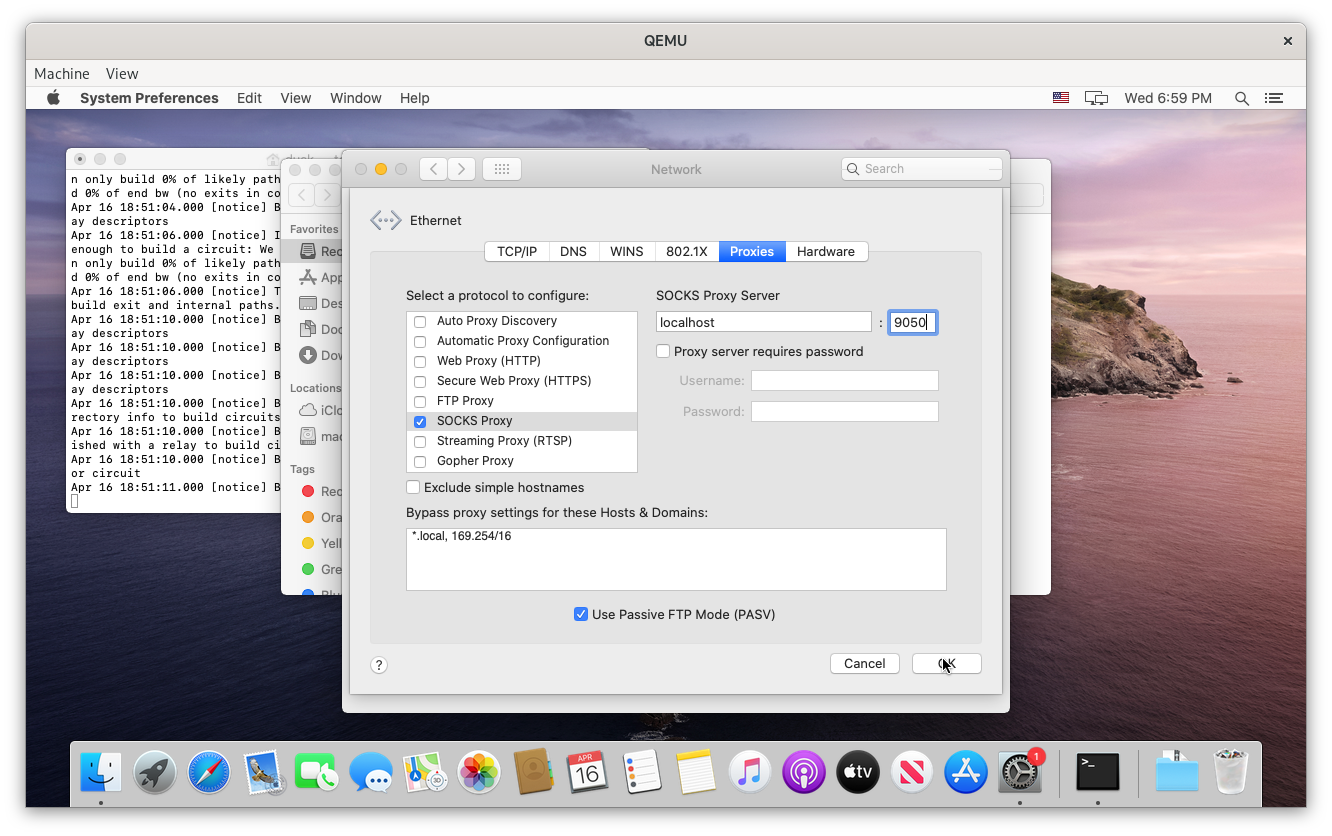 QEMU
Machine View
System Preferences Edit View Window Help Wed 6:59 PM
n only build 0% of likely path
d 0% of end bw (no exits in co
Apr 16 18:51:04.000 [notice] B
ay descriptors
Apr 16 18:51:06.000 [notice] I
enough to build a circuit: We
n only build 0% of likely path
d 0% of end bw (no exits in co
Apr 16 18:51:06.000 [notice] T
build exit and internal paths.
Apr 16 18:51:10.000 [notice] B
ay descriptors
Apr 16 18:51:10.000 [notice] B
ay descriptors
Apr 16 18:51:10.000 [notice] B
ay descriptors
Apr 16 18:51:10.000 [notice] B
rectory info to build circuits
Apr 16 18:51:10.000 [notice] B
ished with a relay to build ci
Apr 16 18:51:10.000 [notice] B
or circuit
Apr 16 18:51:11.000 [notice] B
Favorites
Rec
App
Des
Doc
Dow
Locations
iClo
mac
Tags
Red
Ora
Yell
Gre
Network
Search
Ethernet
TCP/IP DNS WINS 802.1X Proxies Hardware
Select a protocol to configure:
Auto Proxy Discovery
Automatic Proxy Configuration
Web Proxy (HTTP)
Secure Web Proxy (HTTPS)
FTP Proxy
SOCKS Proxy
Streaming Proxy (RTSP)
Gopher Proxy
SOCKS Proxy Server
localhost : 9050
Proxy server requires password
Username:
Password:
Exclude simple hostnames
Bypass proxy settings for these Hosts & Domains:
*.local, 169.254/16
Use Passive FTP Mode (PASV)
? Cancel OK
APR
16
3D
tv
1
>_